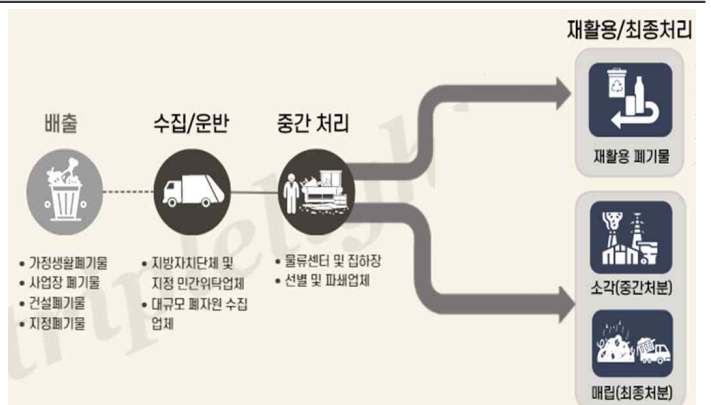 재활용/최종처리
배출
수집/운반
중간 처리
재활용 폐기물
• 가정생활폐기물
• 사업장 폐기물
• 건설폐기물
• 지정폐기물
• 지방자치단체 및
지정 민간위탁업체
• 대규모 폐자원 수집
업체
• 물류센터 및 집하장
• 선별 및 파쇄업체
소각(중간처분)
매립(최종처분)
triplelight